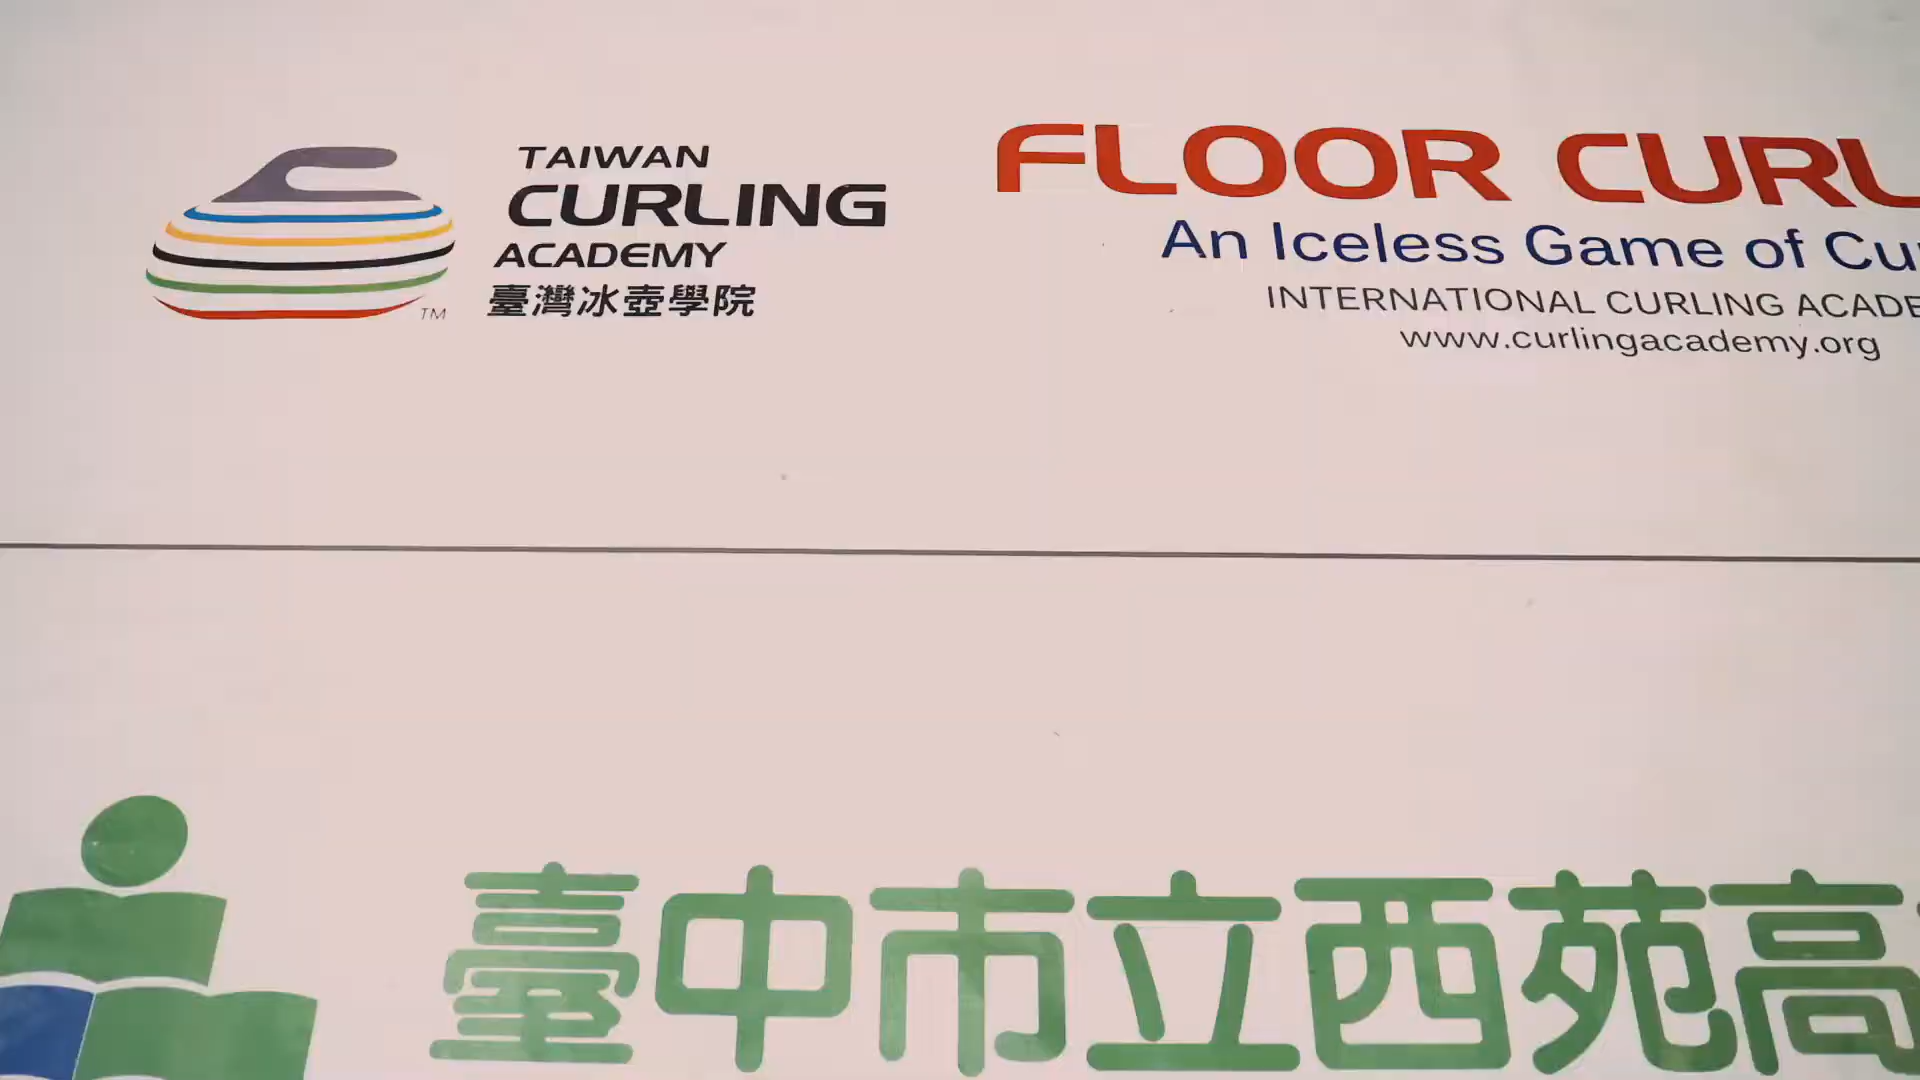 TAIWAN
CURLING
ACADEMY
臺灣冰壺學院
TM
FLOOR CURL
An Iceless Game of Cu
INTERNATIONAL CURLING ACADE
www.curlingacademy.org
臺中市立西苑高